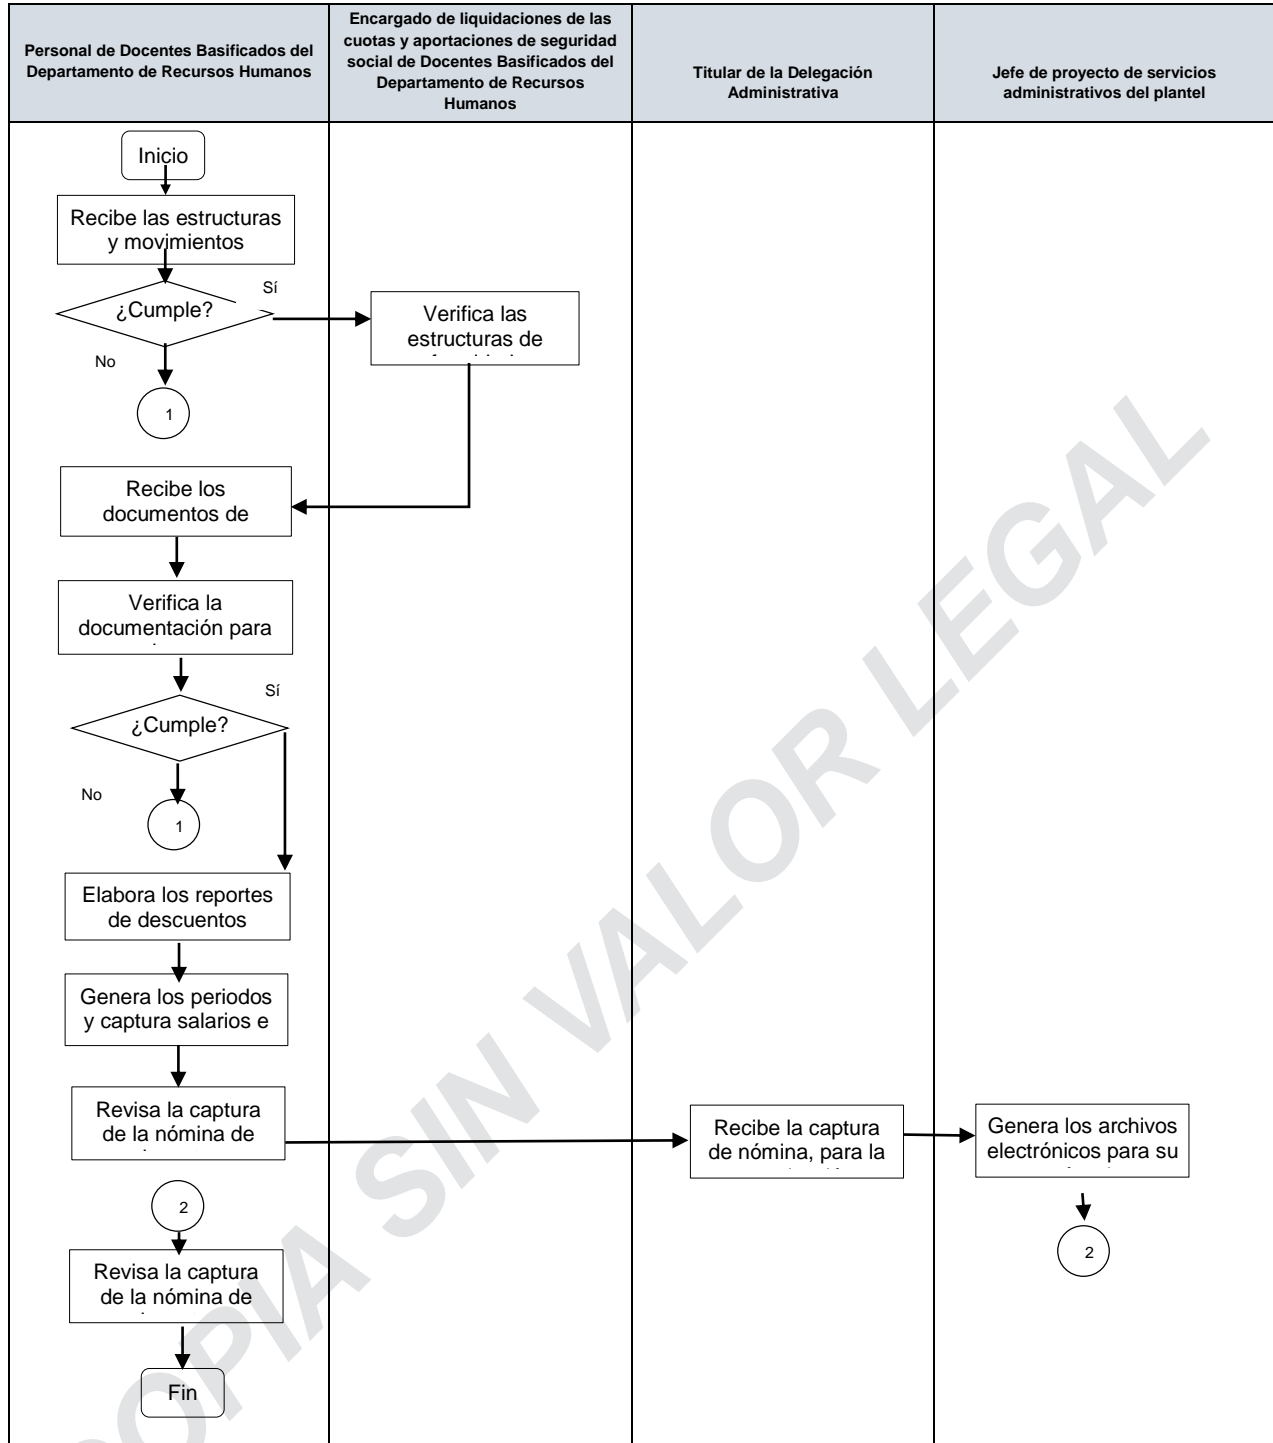 Personal de Docentes Basificados del
Departamento de Recursos Humanos
Encargado de liquidaciones de las
cuotas y aportaciones de seguridad
social de Docentes Basificados del
Departamento de Recursos
Humanos
Titular de la Delegación
Administrativa
Jefe de proyecto de servicios
administrativos del plantel
Inicio
Recibe las estructuras
y movimientos
¿Cumple?
Sí
No
1
Verifica las
estructuras de
Recibe los
documentos de
Verifica la
documentación para
¿Cumple?
Sí
No
1
Elabora los reportes
de descuentos
Genera los periodos
y captura salarios e
Revisa la captura
de la nómina de
Recibe la captura
de nómina, para la
Genera los archivos
electrónicos para su
2
2
Revisa la captura
de la nómina de
Fin
COPIA SIN VALOR LEGAL